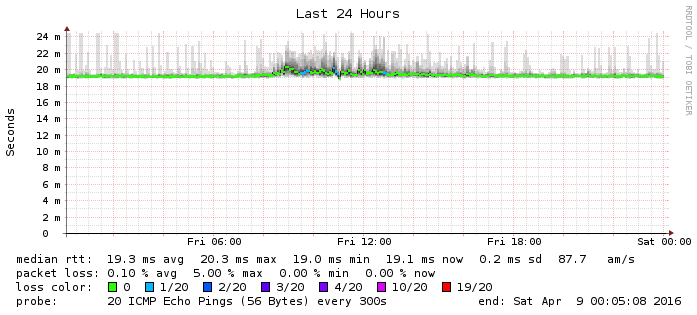 Last 24 Hours
RRDTOOL / TOBI OETIKER
Seconds
24 m
22 m
20 m
18 m
16 m
14 m
12 m
10 m
8 m
6 m
4 m
2 m
0
Fri 06:00 Fri 12:00 Fri 18:00 Sat 00:00
median rtt: 19.3 ms avg 20.3 ms max 19.0 ms min 19.1 ms now 0.2 ms sd 87.7 am/s
packet loss: 0.10 % avg 5.00 % max 0.00 % min 0.00 % now
loss color: 0 1/20 2/20 3/20 4/20 10/20 19/20
probe: 20 ICMP Echo Pings (56 Bytes) every 300s end: Sat Apr 9 00:05:08 2016